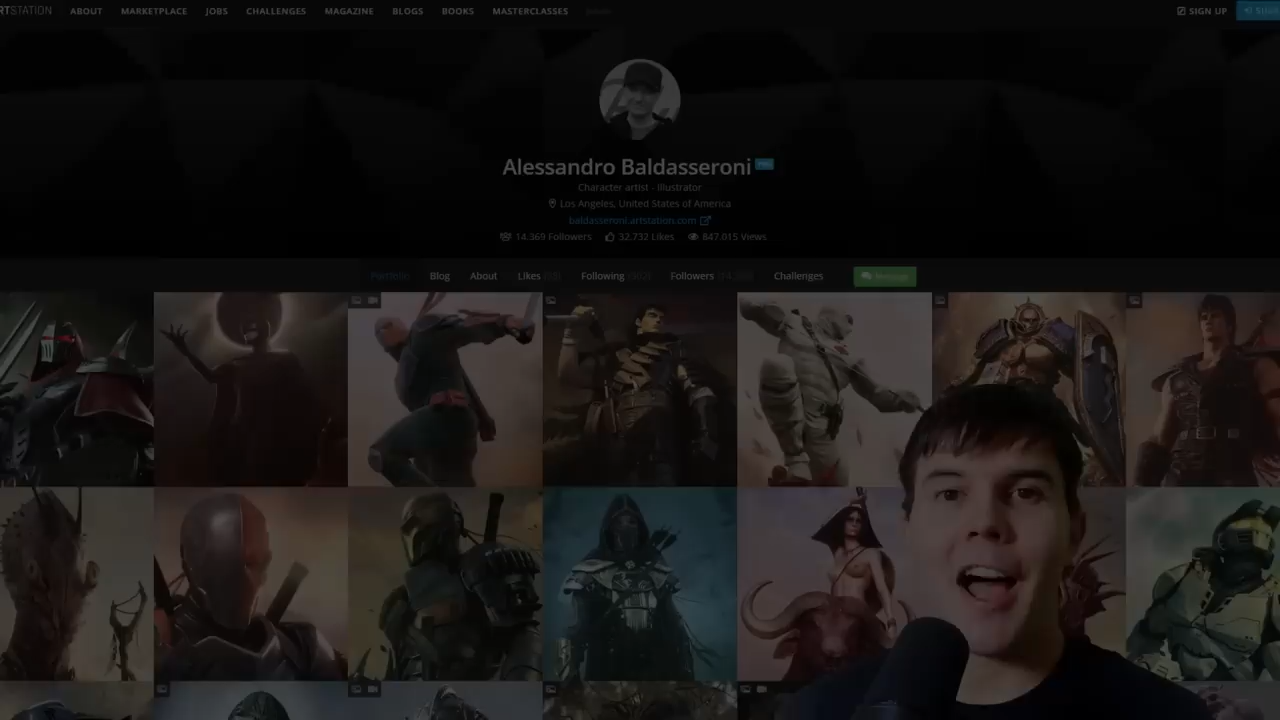 RTSTATION ABOUT MARKETPLACE JOBS CHALLENGES MAGAZINE BLOGS BOOKS MASTERCLASSES SIGN UP
Alessandro Baldasseroni PRO
Character artist - Illustrator
Los Angeles, United States of America
baldasseroni.artstation.com
14.369 Followers 32,732 Likes 847.015 Views
Portfolio Blog About Likes Following Followers Challenges